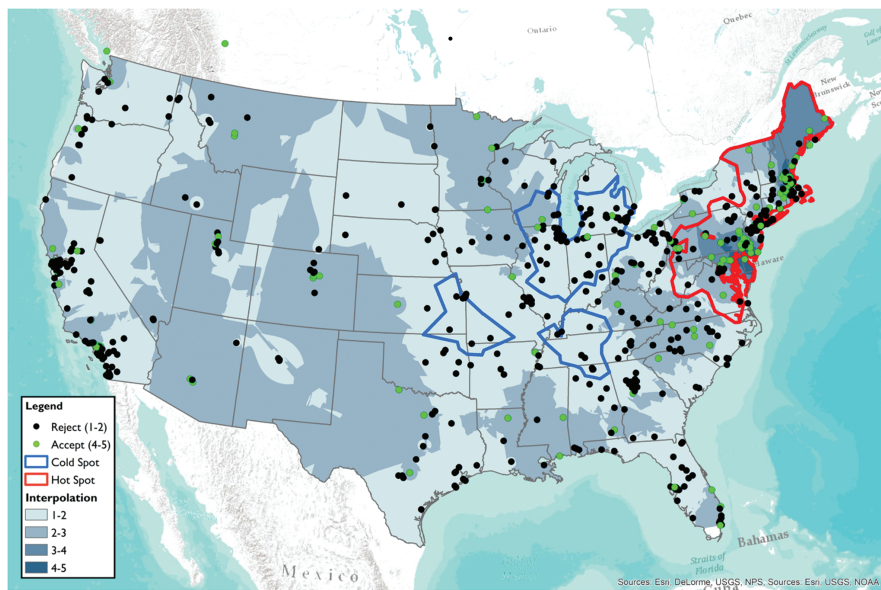 Ontario
Quebec
Gulf of
New
Brunswick
Delaware
Legend
Reject (1-2)
Accept (4-5)
Cold Spot
Hot Spot
Interpolation
1-2
2-3
3-4
4-5
Mexico
Bahamas
Straits of
Florida
Cuba
Sources: Esri, DeLorme, USGS, NPS, Sources: Esri, USGS, NOAA